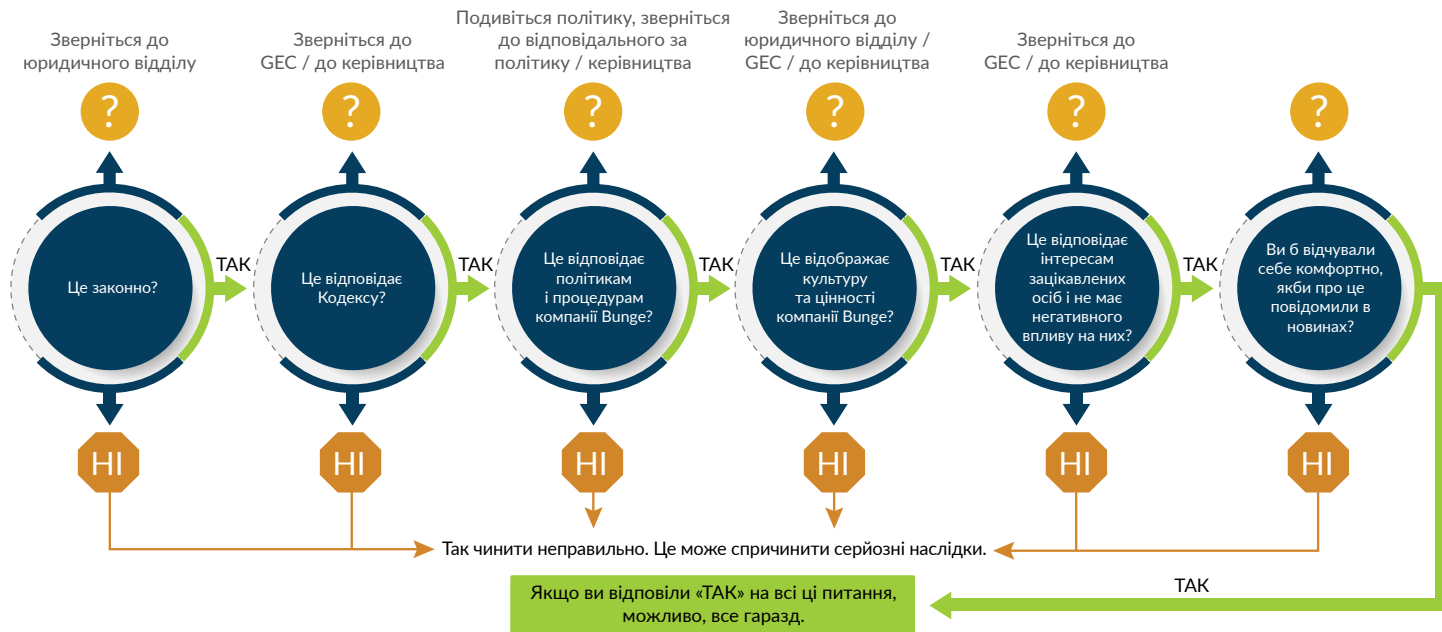 Зверніться до
юридичного відділу
Зверніться до
GEC / до керівництва
Подивіться політику, зверніться
до відповідального за
політику / керівництва
Зверніться до
юридичного відділу /
GEC / до керівництва
Зверніться до
GEC / до керівництва
?
?
?
?
?
?
Це законно?
ТАК
Це відповідає
Кодексу?
ТАК
Це відповідає
політикам
і процедурам
компанії Bunge?
ТАК
Це відображає
культуру
та цінності
компанії Bunge?
ТАК
Це відповідає
інтересам
зацікавлених
осіб і не має
негативного
впливу на них?
ТАК
Ви б відчували
себе комфортно,
якби про це
повідомили в
новинах?
НІ
НІ
НІ
НІ
НІ
НІ
Так чинити неправильно. Це може спричинити серйозні наслідки.
ТАК
Якщо ви відповіли «ТАК» на всі ці питання,
можливо, все гаразд.